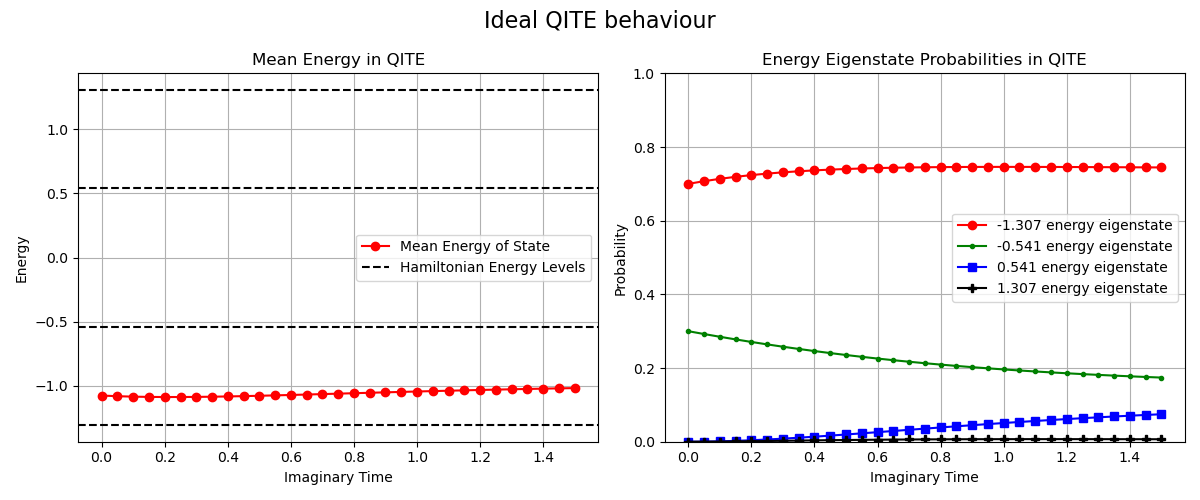 Ideal QITE behaviour
Mean Energy in QITE
Energy
1.0
0.5
0.0
−0.5
−1.0
Mean Energy of State
Hamiltonian Energy Levels
0.0 0.2 0.4 0.6 0.8 1.0 1.2 1.4
Imaginary Time
Energy Eigenstate Probabilities in QITE
Probability
1.0
0.8
0.6
0.4
0.2
0.0
-1.307 energy eigenstate
-0.541 energy eigenstate
0.541 energy eigenstate
1.307 energy eigenstate
0.0 0.2 0.4 0.6 0.8 1.0 1.2 1.4
Imaginary Time